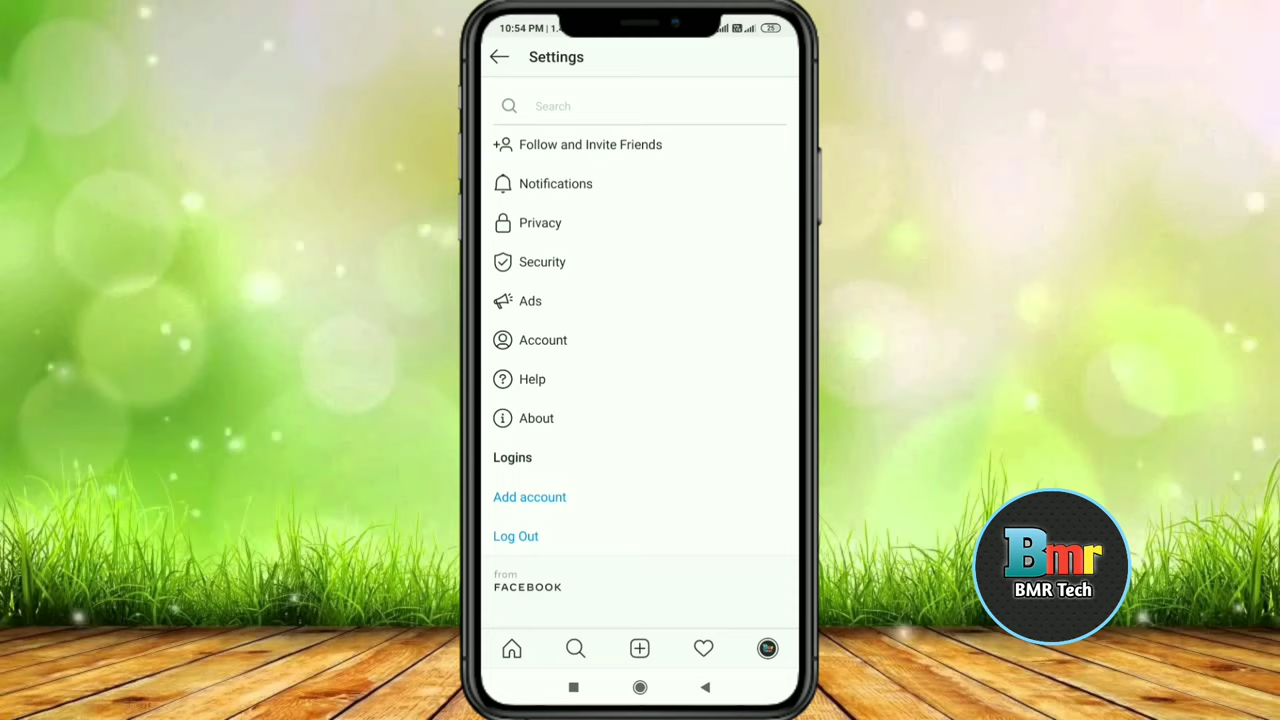 10:54 PM | 1.
25
Settings
Search
Follow and Invite Friends
Notifications
Privacy
Security
Ads
Account
Help
About
Logins
Add account
Log Out
from
FACEBOOK
Bmr
BMR Tech